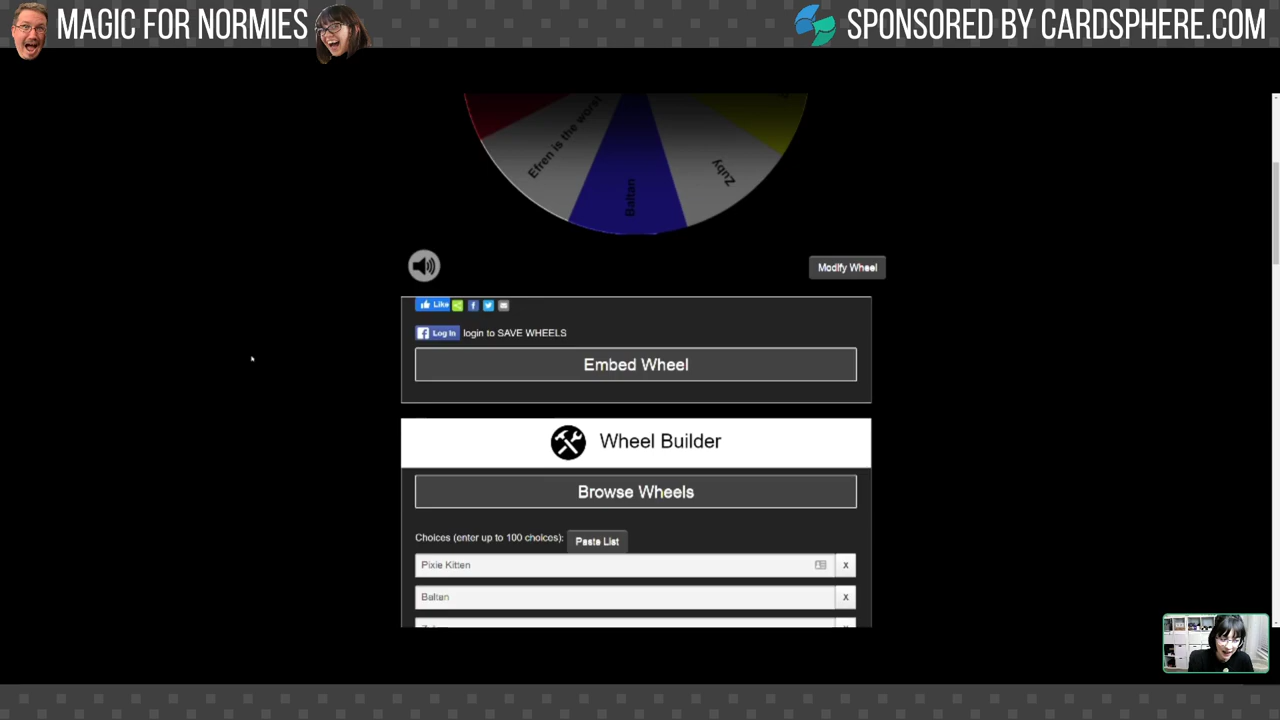 MAGIC FOR NORMIES
SPONSORED BY CARDSPHERE.COM
Efren is the worst
Baltan
Zuby
Modify Wheel
Like
Log In login to SAVE WHEELS
Embed Wheel
Wheel Builder
Browse Wheels
Choices (enter up to 100 choices): Paste List
Pixie Kitten
X
Baltan
X